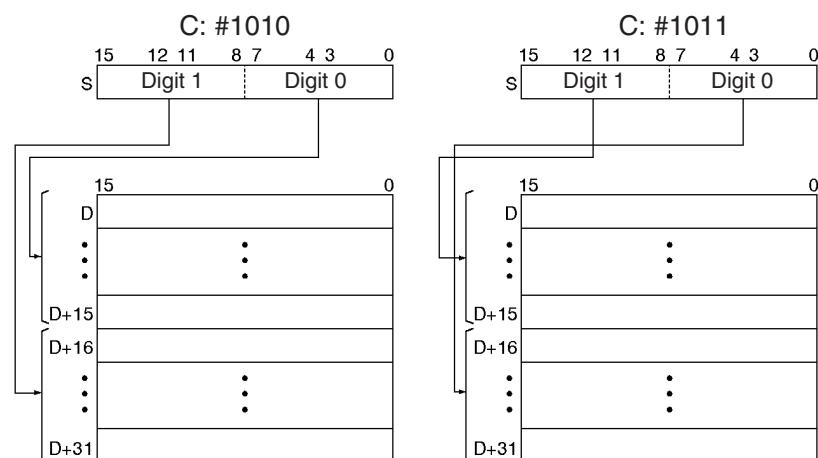 C: #1010
15 12 11 8 7 4 3 0
S Digit 1 Digit 0
15 0
D
D+15
D+16
D+31
C: #1011
15 12 11 8 7 4 3 0
S Digit 1 Digit 0
15 0
D
D+15
D+16
D+31